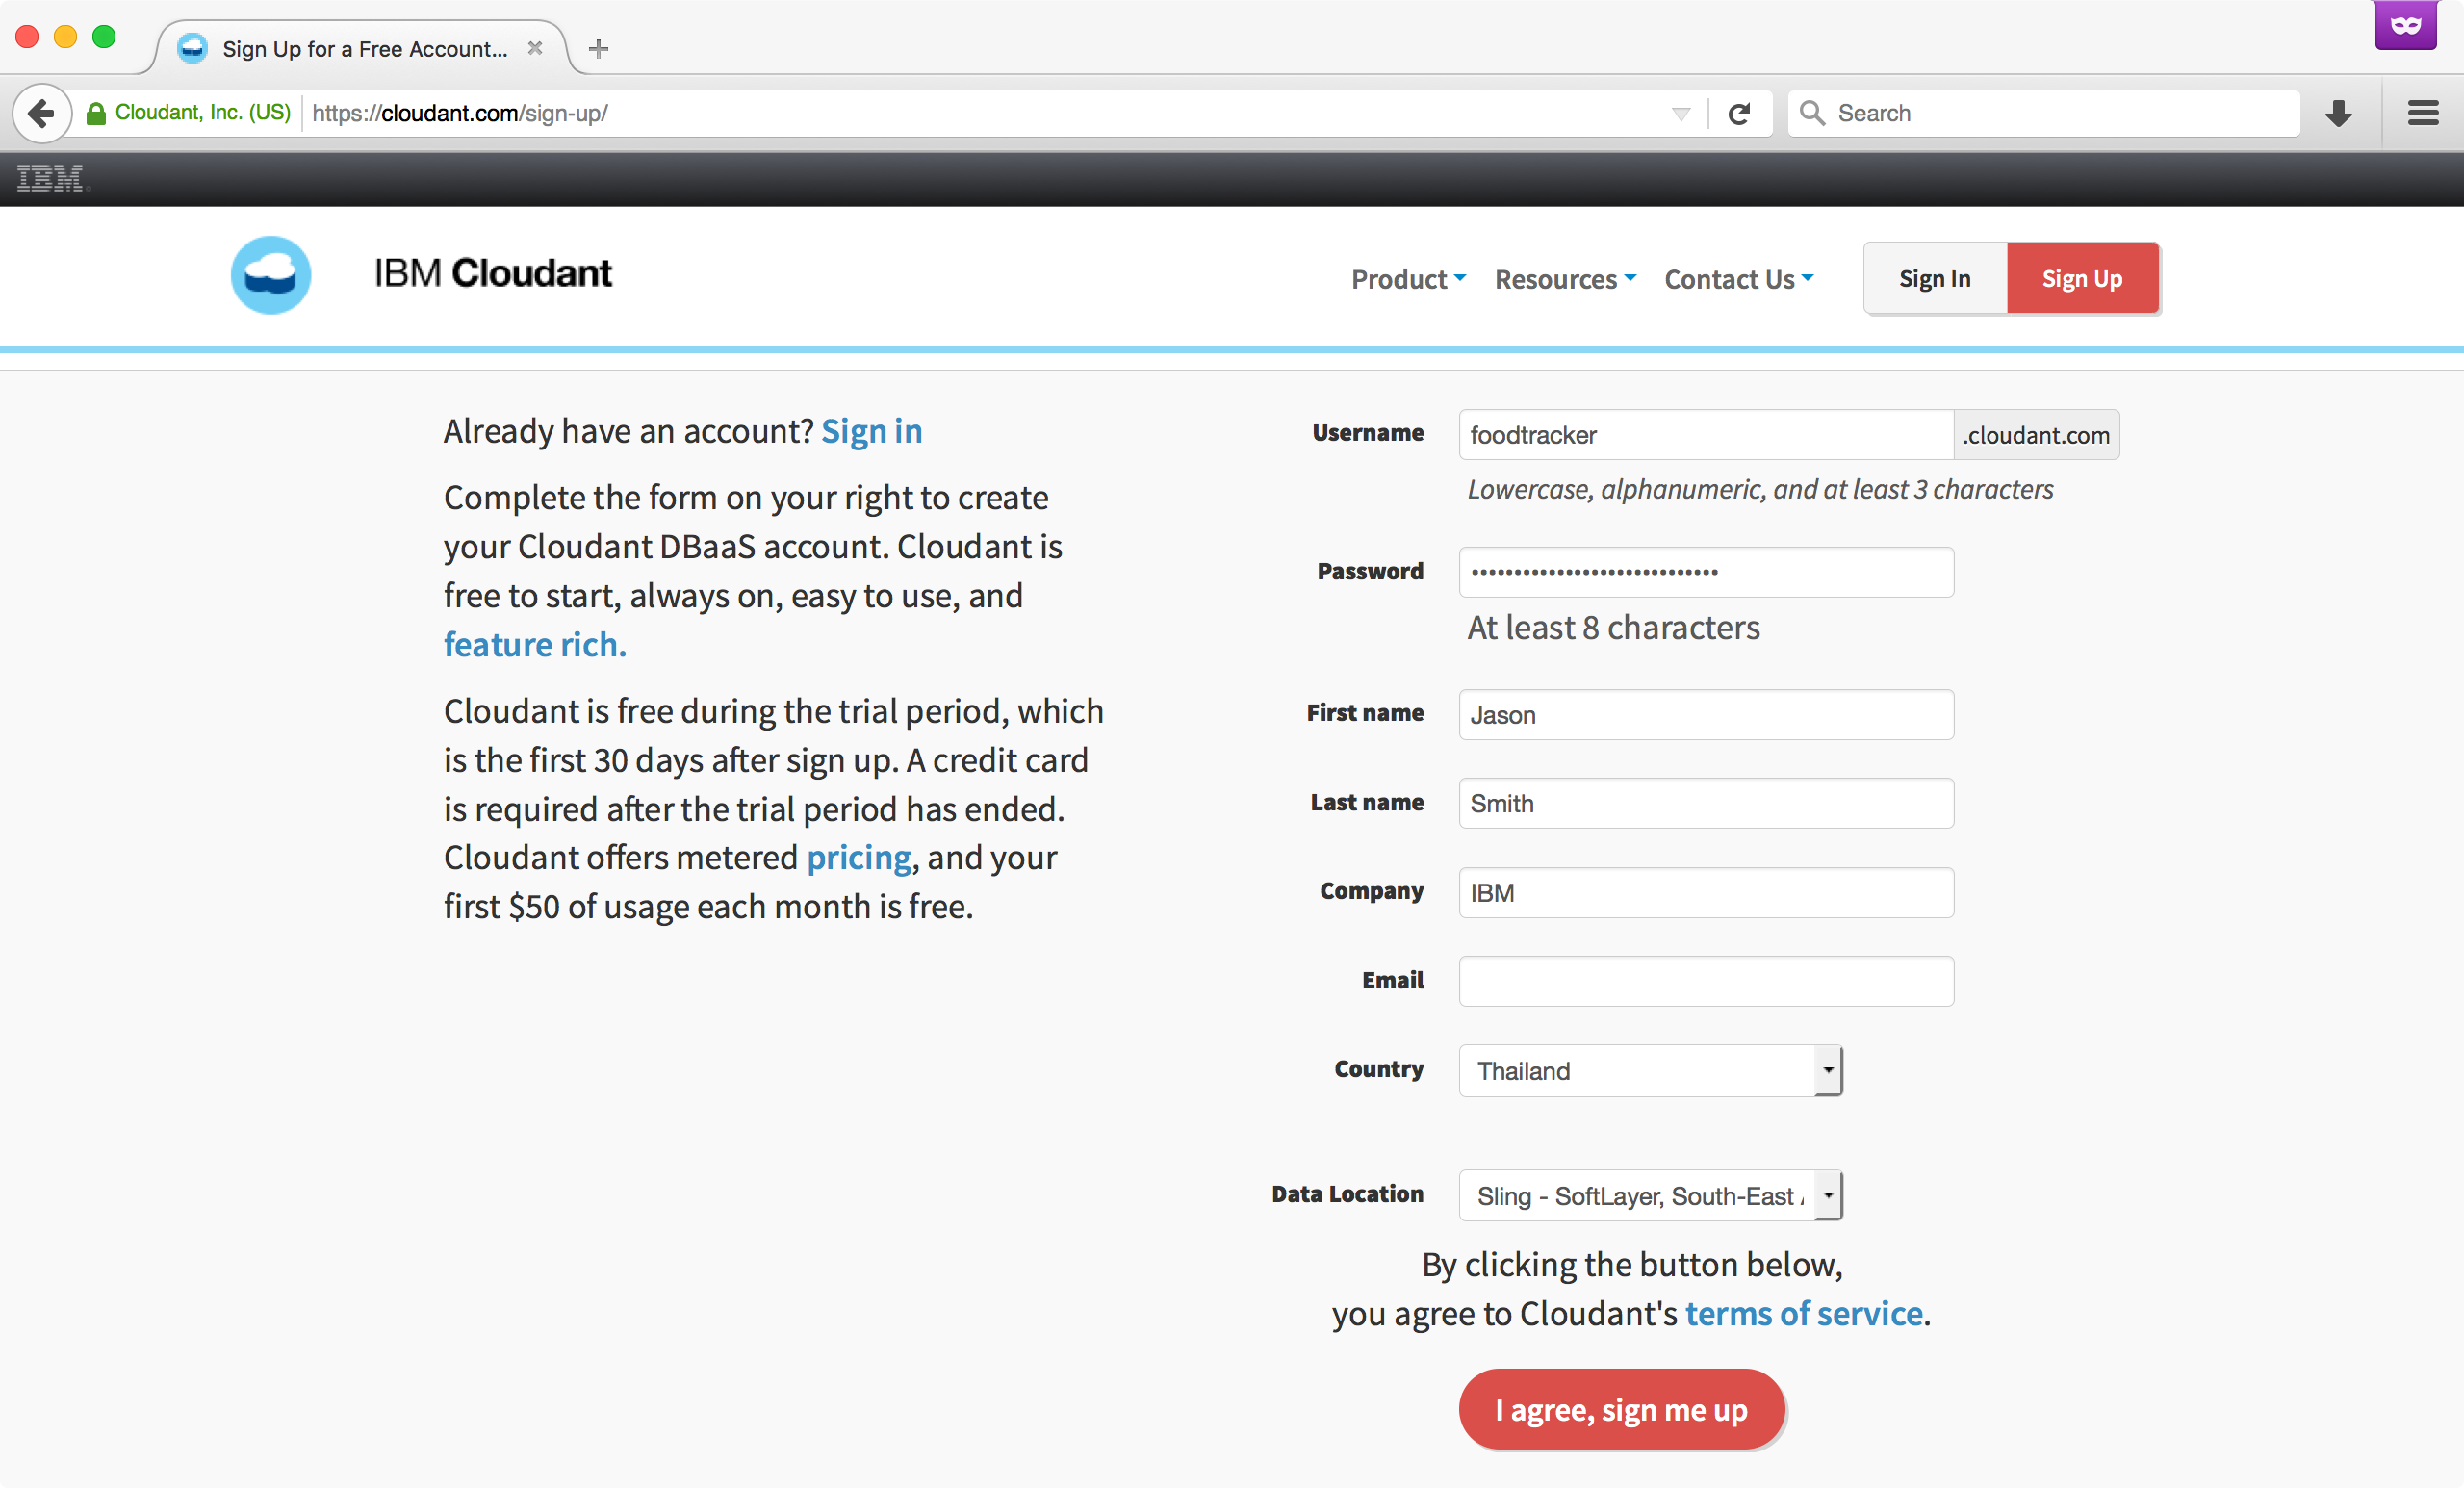 Sign Up for a Free Account...
Cloudant, Inc. (US)
https://cloudant.com/sign-up/
Search
IBM
IBM Cloudant
Product
Resources
Contact Us
Sign In
Sign Up
Already have an account? Sign in
Complete the form on your right to create
your Cloudant DBaaS account. Cloudant is
free to start, always on, easy to use, and
feature rich.
Cloudant is free during the trial period, which
is the first 30 days after sign up. A credit card
is required after the trial period has ended.
Cloudant offers metered pricing, and your
first $50 of usage each month is free.
Username
foodtracker
.cloudant.com
Lowercase, alphanumeric, and at least 3 characters
Password
At least 8 characters
First name
Jason
Last name
Smith
Company
IBM
Email
Country
Thailand
Data Location
Sling - SoftLayer, South-East
By clicking the button below,
you agree to Cloudant's terms of service.
I agree, sign me up